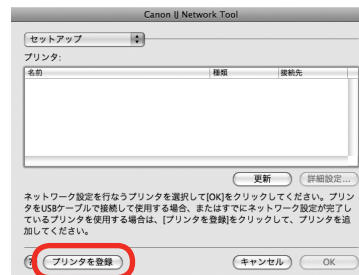 Canon IJ Network Tool
セットアップ
プリンタ:
名前 種類 接続先
更新 詳細設定...
ネットワーク設定を行なうプリンタを選択して[OK]をクリックしてください。プリン
タをUSBケーブルで接続して使用する場合、またはすでにネットワーク設定が完了し
ているプリンタを使用する場合は、[プリンタを登録]をクリックして、プリンタを追
加してください。
? プリンタを登録 キャンセル OK